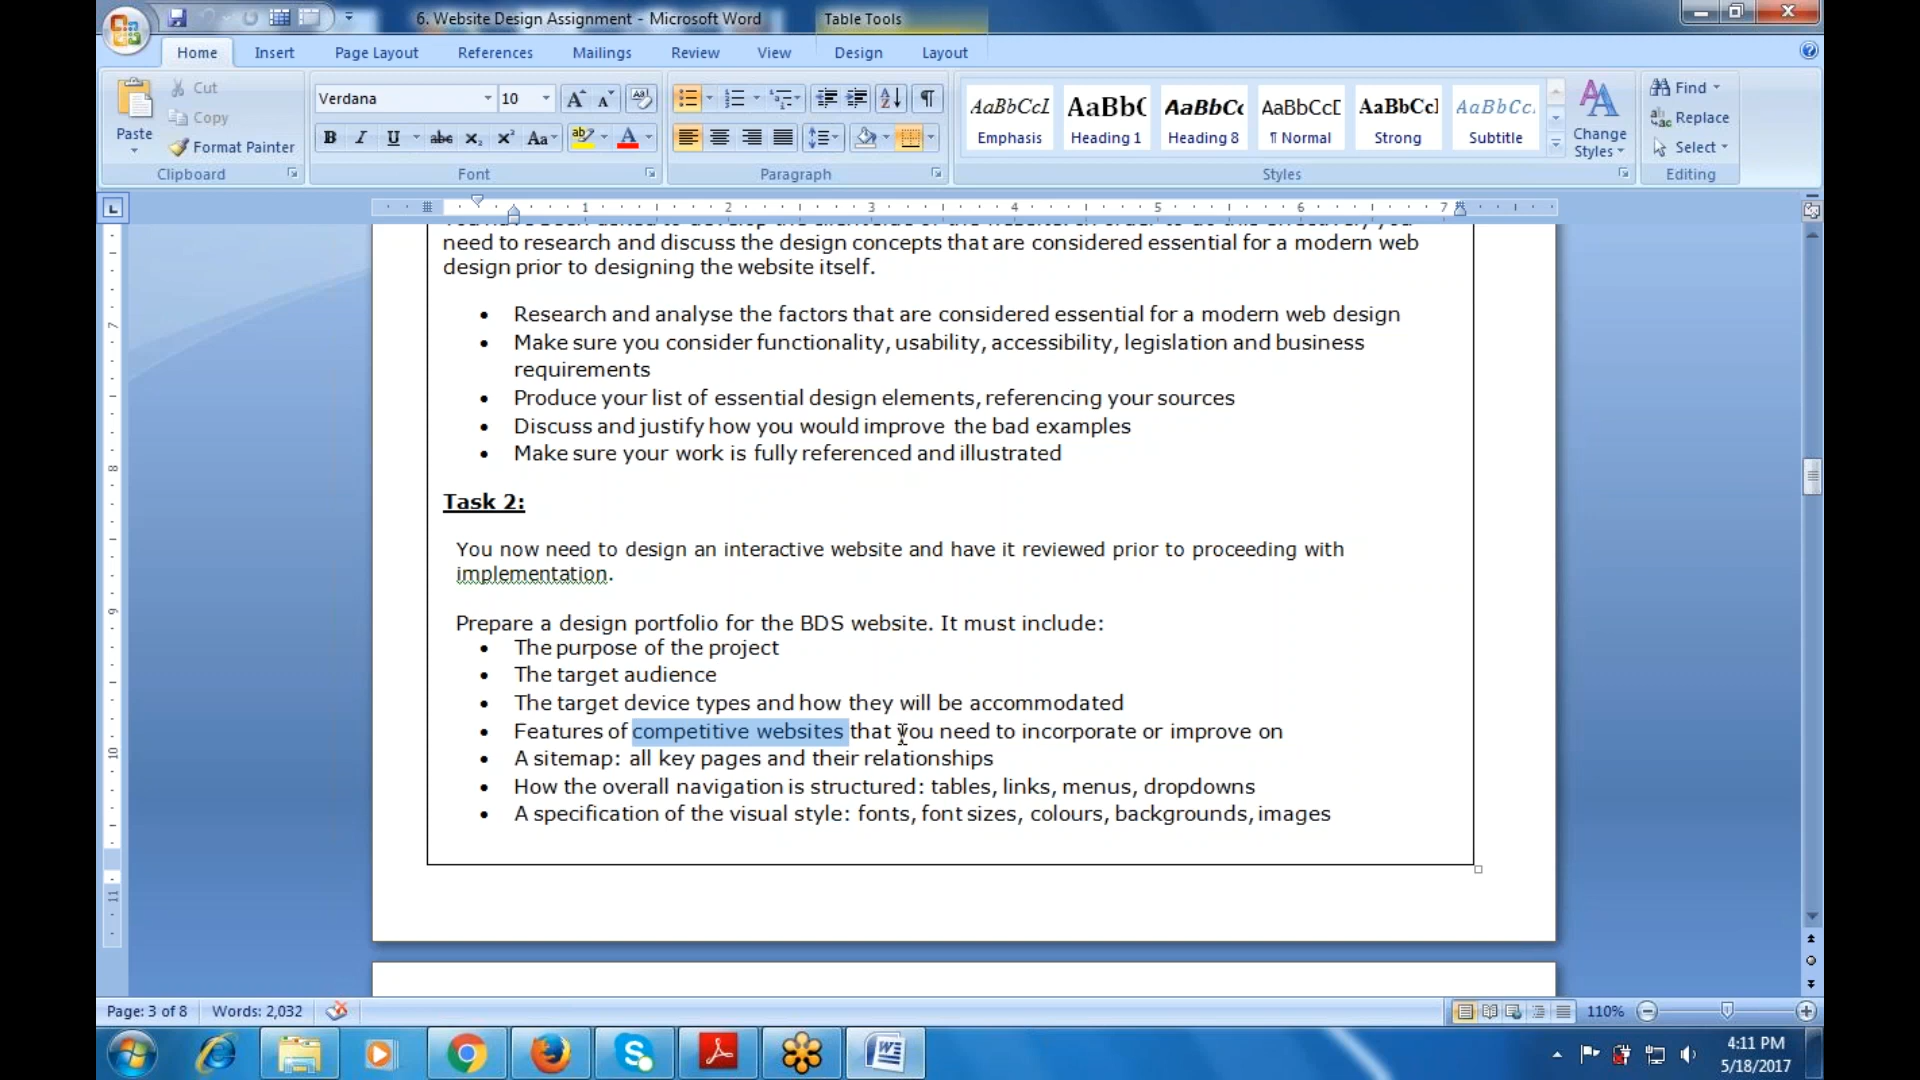 6. Website Design Assignment - Microsoft Word
Table Tools
Home Insert Page Layout References Mailings Review View Design Layout
Paste
Cut
Copy
Format Painter
Clipboard
Verdana 10
Font
Paragraph
AaBbCcI AaBb( AaBbCc AaBbCcD AaBbCcI AaBbCc.
Emphasis Heading 1 Heading 8 ¶ Normal Strong Subtitle
Change
Styles
Styles
Find
Replace
Select
Editing
1 2 3 4 5 6 7
need to research and discuss the design concepts that are considered essential for a modern web
design prior to designing the website itself.
• Research and analyse the factors that are considered essential for a modern web design
• Make sure you consider functionality, usability, accessibility, legislation and business
requirements
• Produce your list of essential design elements, referencing your sources
• Discuss and justify how you would improve the bad examples
• Make sure your work is fully referenced and illustrated
Task 2:
You now need to design an interactive website and have it reviewed prior to proceeding with
implementation.
Prepare a design portfolio for the BDS website. It must include:
• The purpose of the project
• The target audience
• The target device types and how they will be accommodated
• Features of competitive websites that you need to incorporate or improve on
• A sitemap: all key pages and their relationships
• How the overall navigation is structured: tables, links, menus, dropdowns
• A specification of the visual style: fonts, font sizes, colours, backgrounds, images
Page: 3 of 8 Words: 2,032 110%
4:11 PM
5/18/2017